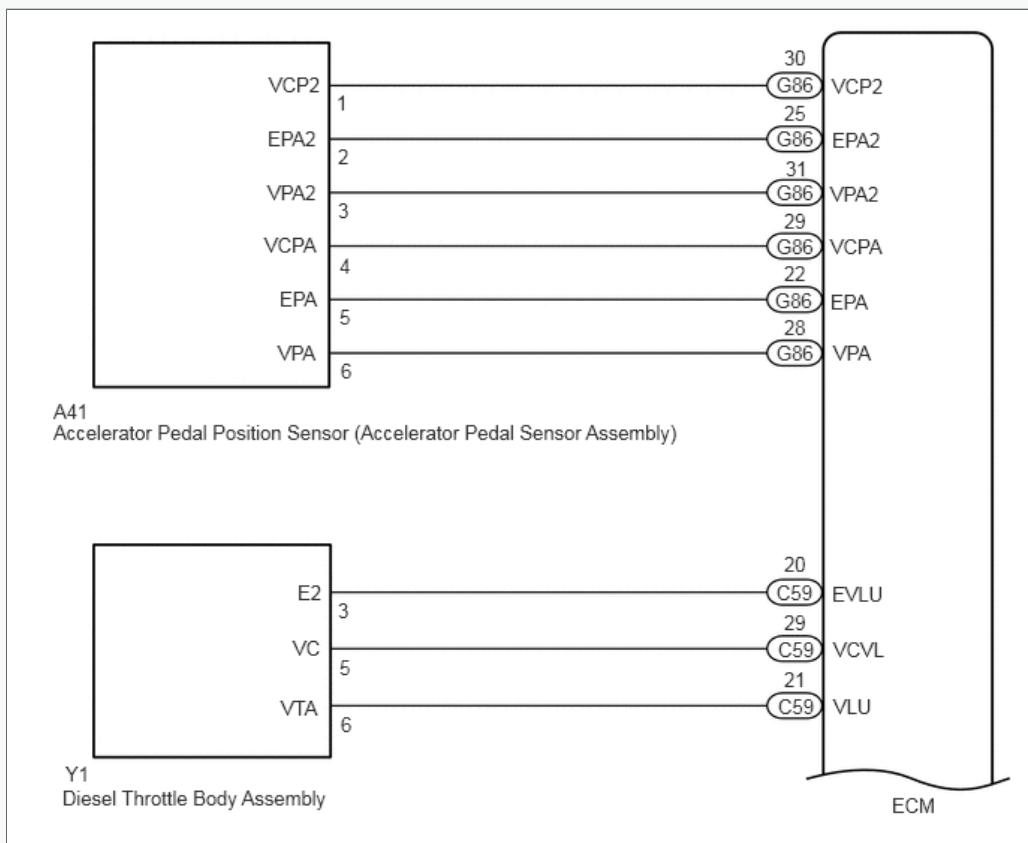 30
VCP2 1 G86 VCP2
25
EPA2 2 G86 EPA2
31
VPA2 3 G86 VPA2
29
VCPA 4 G86 VCPA
22
EPA 5 G86 EPA
28
VPA 6 G86 VPA
A41
Accelerator Pedal Position Sensor (Accelerator Pedal Sensor Assembly)
20
E2 3 C59 EVLU
29
VC 5 C59 VCVL
21
VTA 6 C59 VLU
Y1
Diesel Throttle Body Assembly
ECM